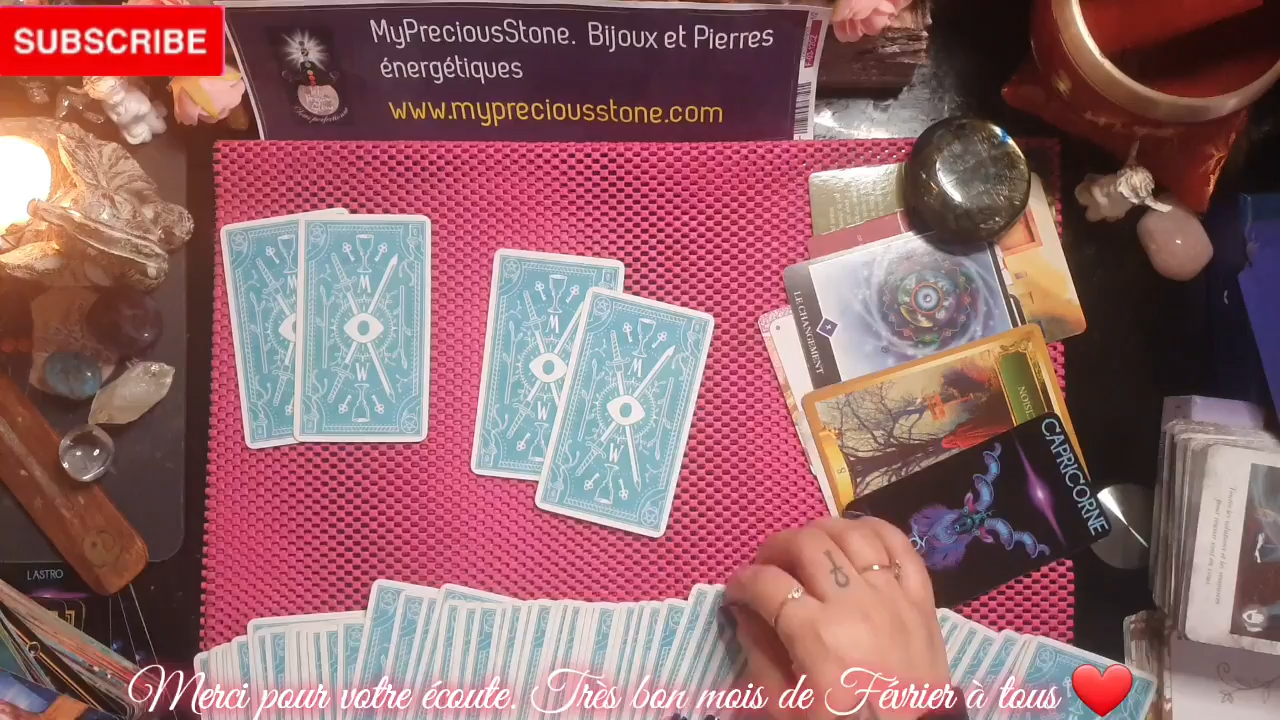 SUBSCRIBE
MyPreciousStone. Bijoux et Pierres
énergétiques
www.mypreciousstone.com
LE CHANGEMENT
CAPRICORNE
L'ASTRO
Merci pour votre écoute. Très bon mois de Février à tous